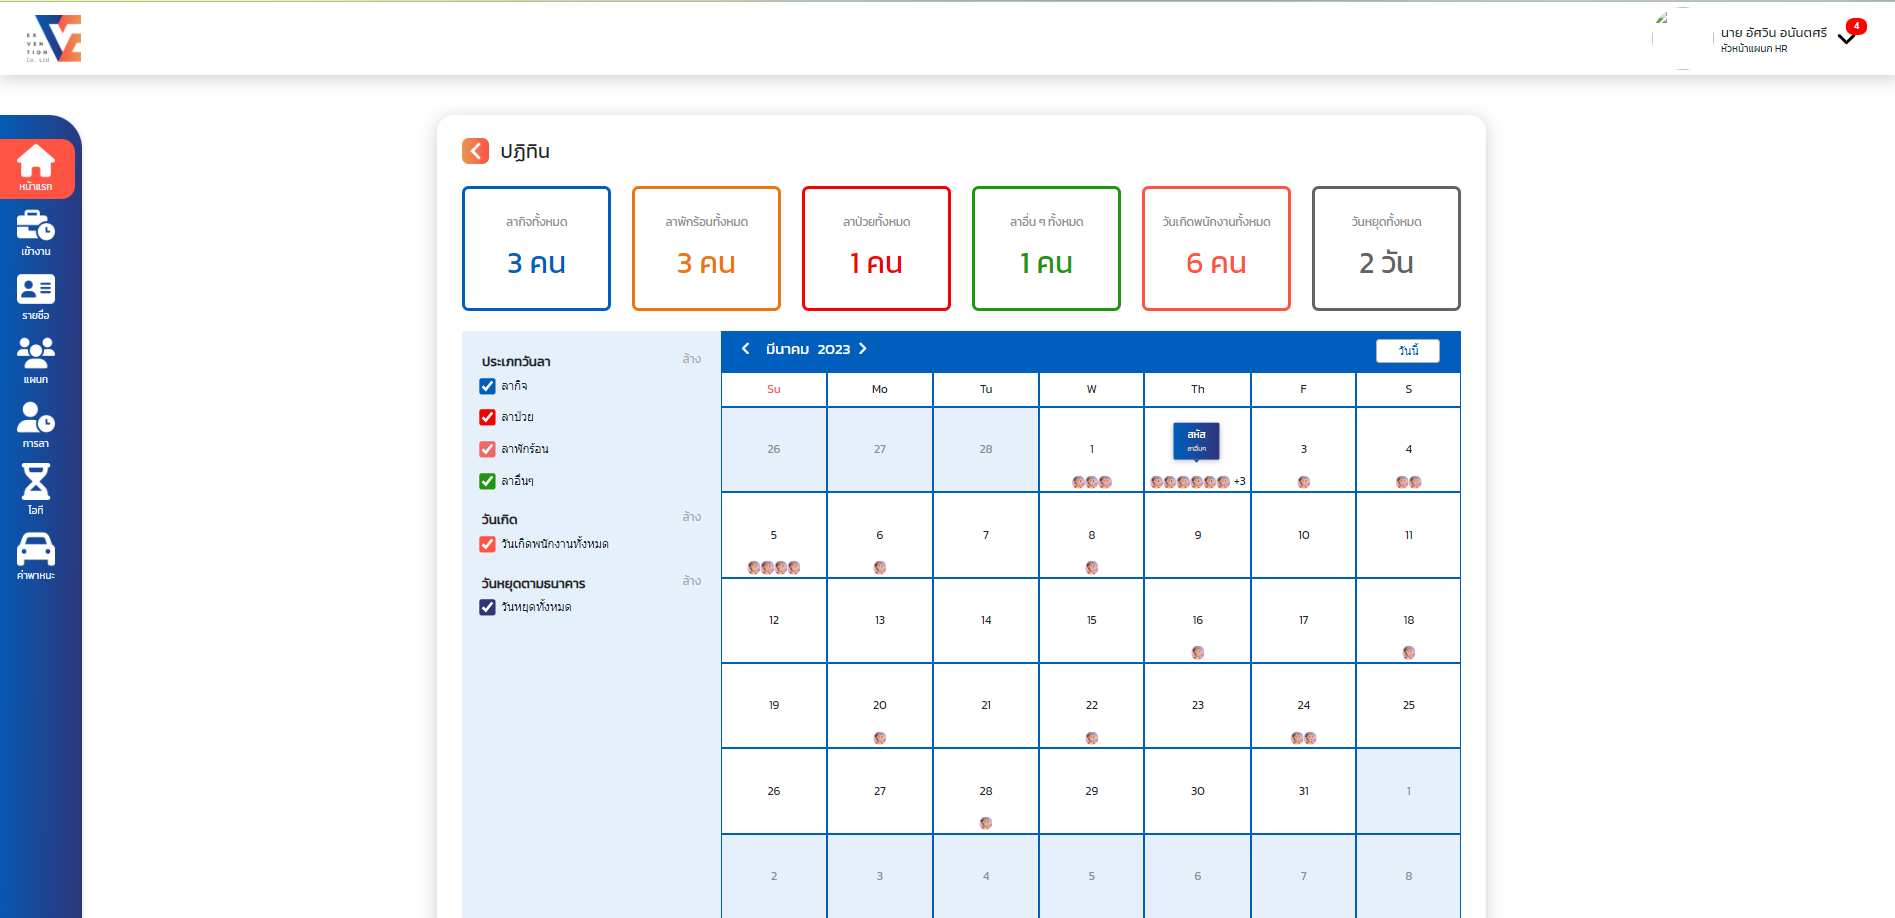 EX
VEN
TION
Co., Ltd
นาย อัศวิน อนันตศรี
หัวหน้าแผนก HR
4
หน้าแรก
เข้างาน
รายชื่อ
แผนก
การลา
โอที
ค่าพาหนะ
ปฏิทิน
ลากิจทั้งหมด
3 คน
ลาพักร้อนทั้งหมด
3 คน
ลาป่วยทั้งหมด
1 คน
ลาอื่น ๆ ทั้งหมด
1 คน
วันเกิดพนักงานทั้งหมด
6 คน
วันหยุดทั้งหมด
2 วัน
ประเภทวันลา ล้าง
ลากิจ
ลาป่วย
ลาพักร้อน
ลาอื่นๆ
วันเกิด ล้าง
วันเกิดพนักงานทั้งหมด
วันหยุดตามธนาคาร ล้าง
วันหยุดทั้งหมด
มีนาคม 2023 วันนี้
Su Mo Tu W Th F S
สหัส
ลาอื่นๆ
26 27 28 1 3 4
+3
5 6 7 8 9 10 11
12 13 14 15 16 17 18
19 20 21 22 23 24 25
26 27 28 29 30 31 1
2 3 4 5 6 7 8